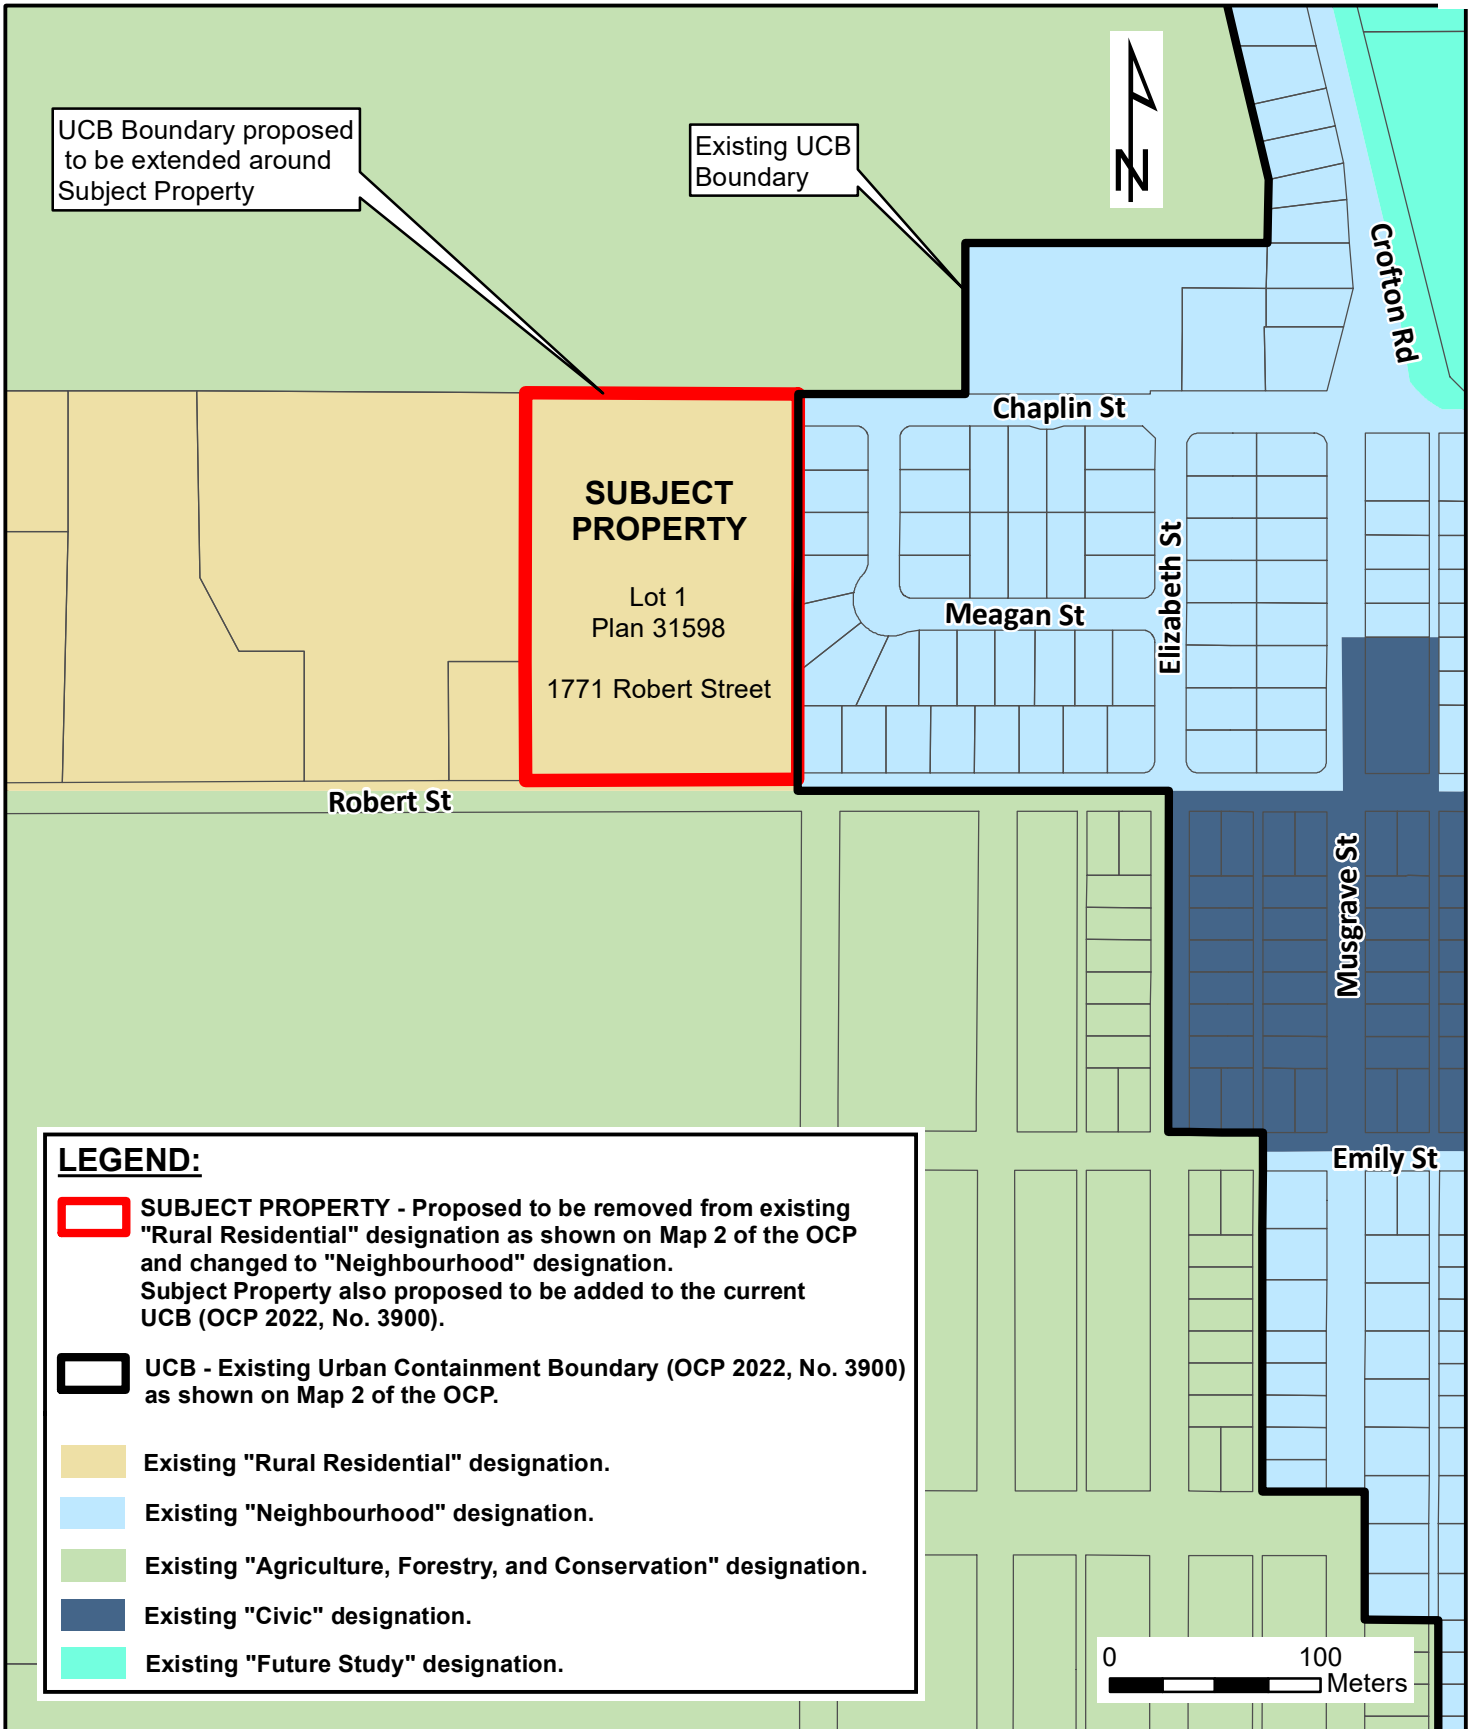 UCB Boundary proposed
to be extended around
Subject Property
Existing UCB
Boundary
N
Crofton Rd
Chaplin St
SUBJECT
PROPERTY
Lot 1
Plan 31598
1771 Robert Street
Meagan St
Elizabeth St
Robert St
Musgrave St
Emily St
LEGEND:
SUBJECT PROPERTY - Proposed to be removed from existing
"Rural Residential" designation as shown on Map 2 of the OCP
and changed to "Neighbourhood" designation.
Subject Property also proposed to be added to the current
UCB (OCP 2022, No. 3900).
UCB - Existing Urban Containment Boundary (OCP 2022, No. 3900)
as shown on Map 2 of the OCP.
Existing "Rural Residential" designation.
Existing "Neighbourhood" designation.
Existing "Agriculture, Forestry, and Conservation" designation.
Existing "Civic" designation.
Existing "Future Study" designation.
0 100
Meters